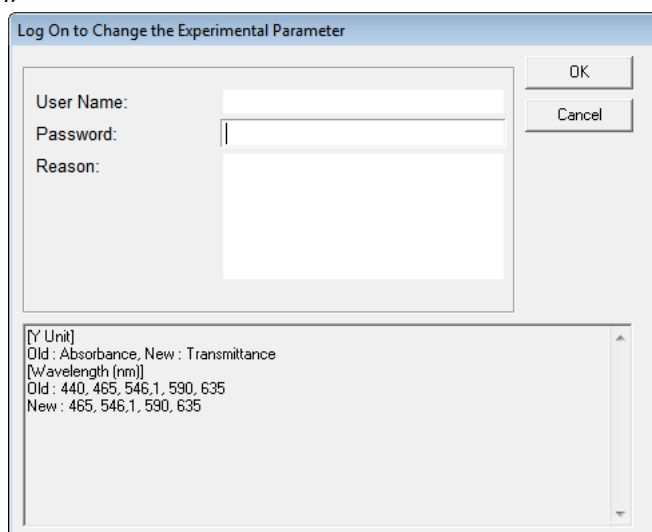 Log On to Change the Experimental Parameter
OK
User Name:
Cancel
Password:
Reason:
[Y Unit]
Old : Absorbance, New : Transmittance
[Wavelength (nm)]
Old : 440, 465, 546,1, 590, 635
New : 465, 546,1, 590, 635